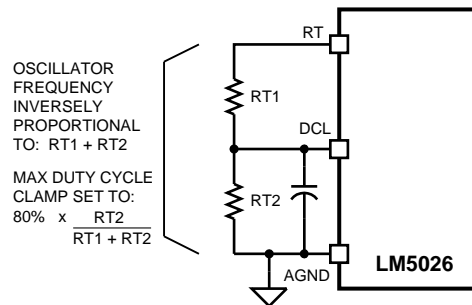 RT
OSCILLATOR
FREQUENCY
INVERSELY
PROPORTIONAL
TO: RT1 + RT2
RT1
DCL
MAX DUTY CYCLE
CLAMP SET TO:
80% x RT2
RT1 + RT2
RT2
AGND
LM5026